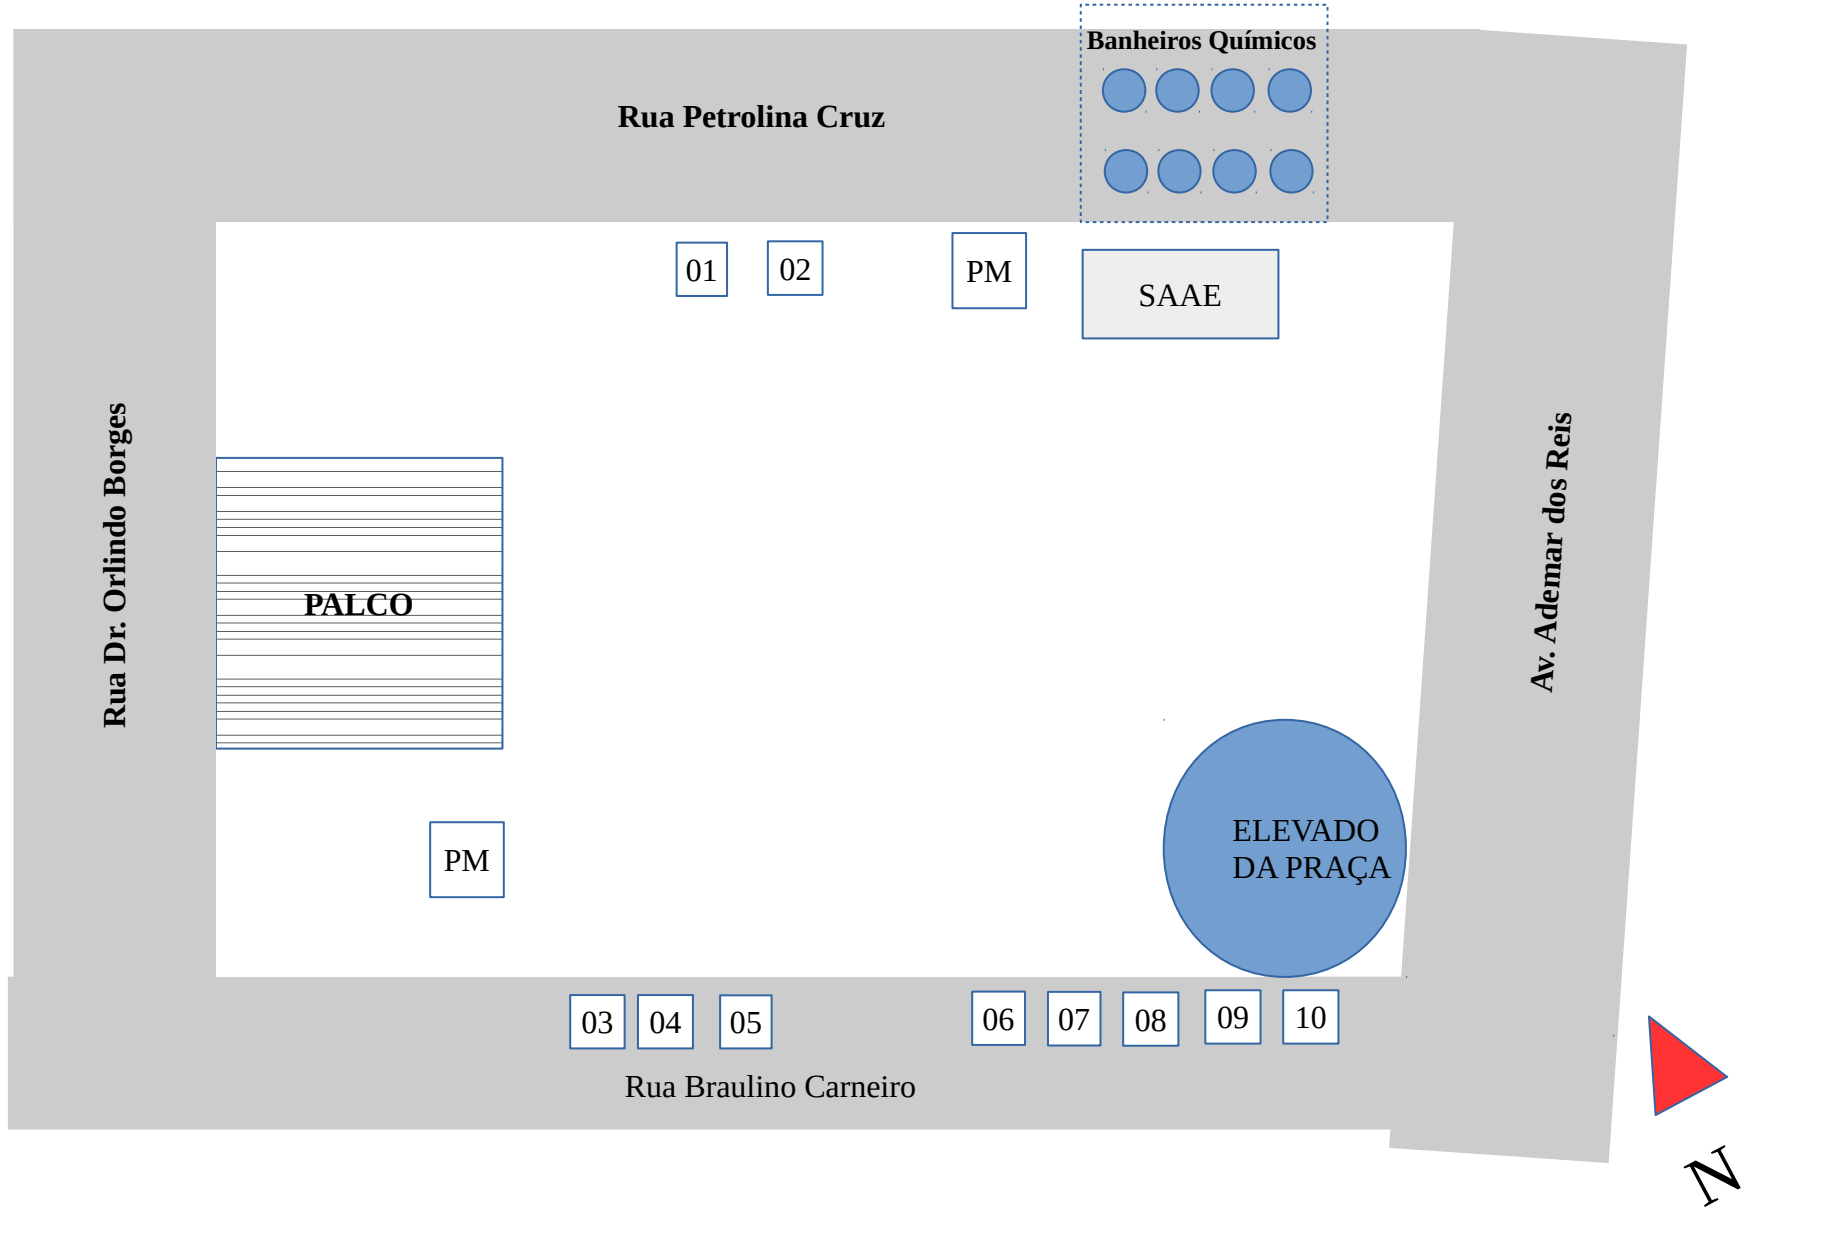 Banheiros Químicos
Rua Petrolina Cruz
01
02
PM
SAAE
Rua Dr. Orlindo Borges
Av. Ademar dos Reis
PALCO
ELEVADO
DA PRAÇA
PM
03
04
05
06
07
08
09
10
Rua Braulino Carneiro
N